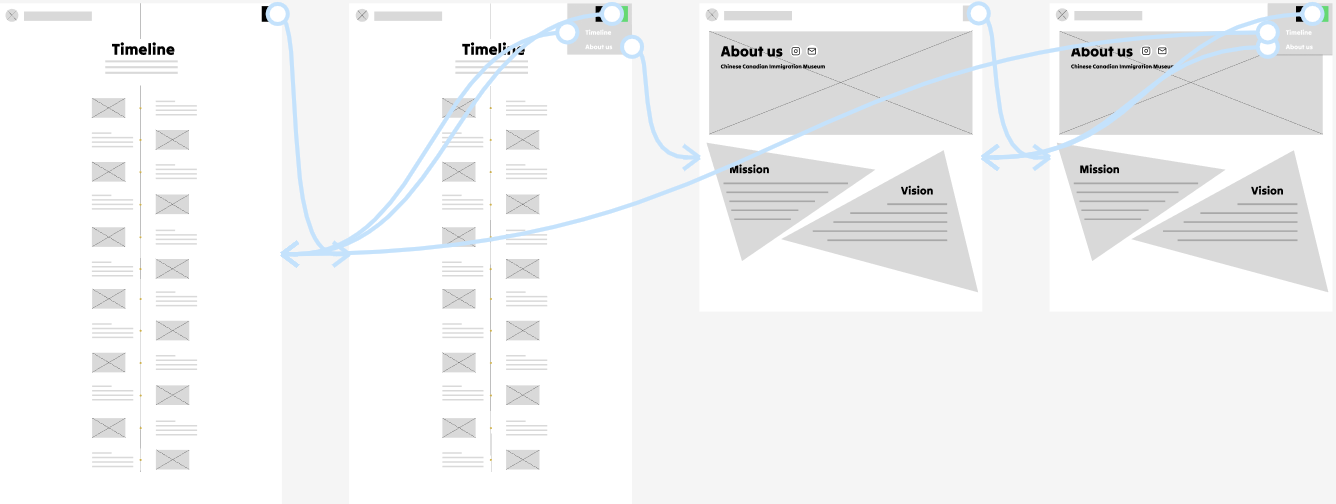 Timeline
Timeline
Timeline
About us
About us
Chinese Canadian Immigration Museum
Mission
Vision
About us
Chinese Canadian Immigration Museum
Timeline
About us
Mission
Vision